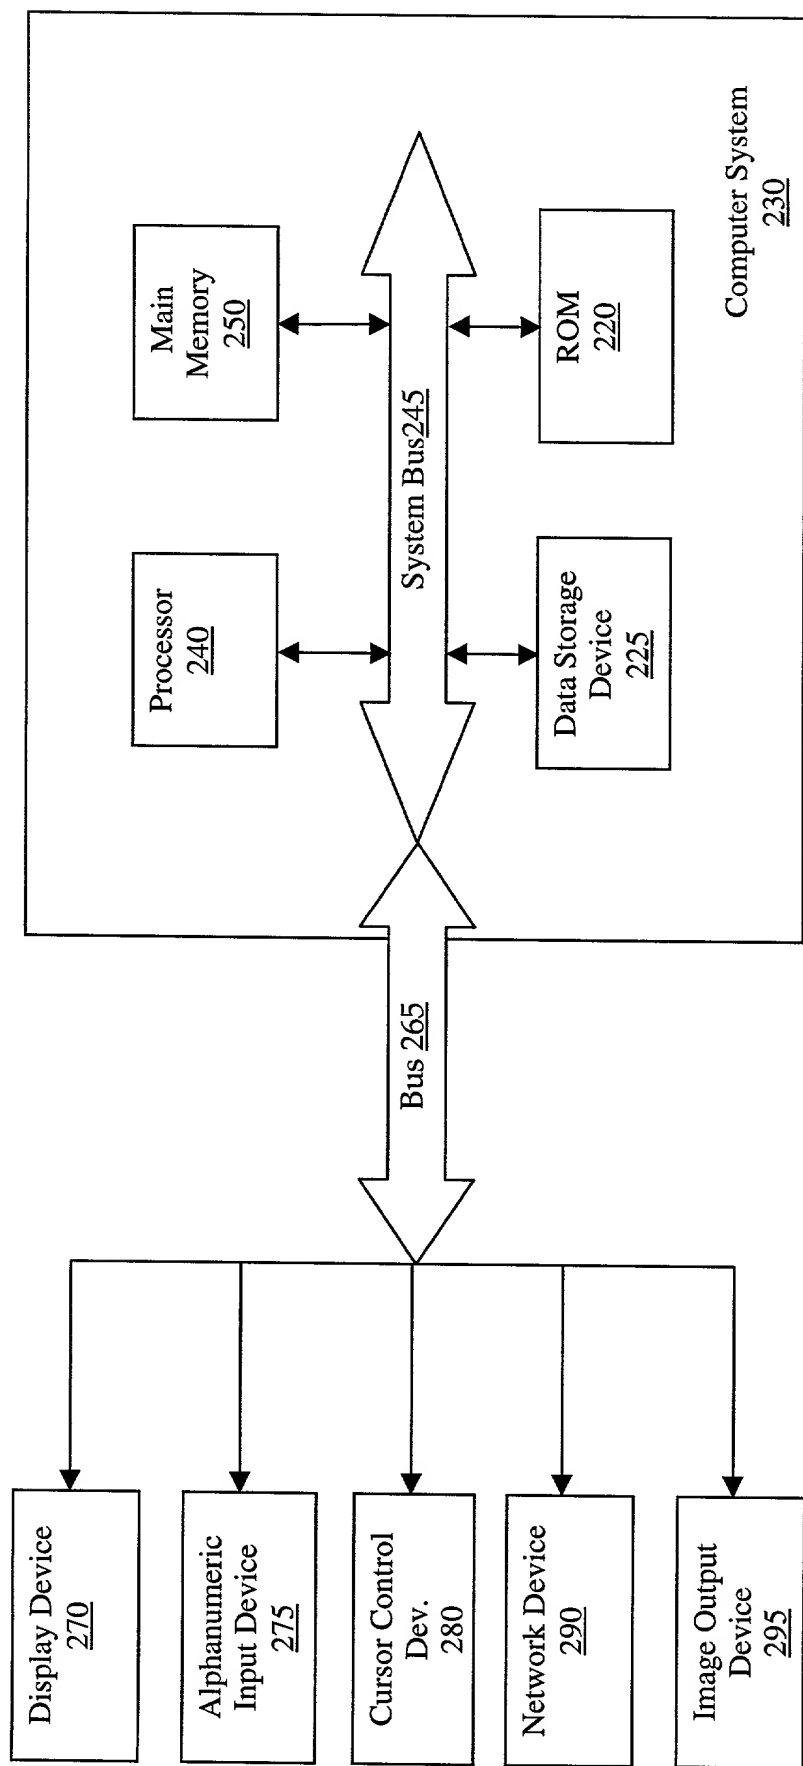 Display Device
270
Alphanumeric
Input Device
275
Cursor Control
Dev. 280
Network Device
290
Image Output
Device
295
Bus 265
Processor
240
Main
Memory
250
System Bus245
Data Storage
Device
225
ROM
220
Computer System
230